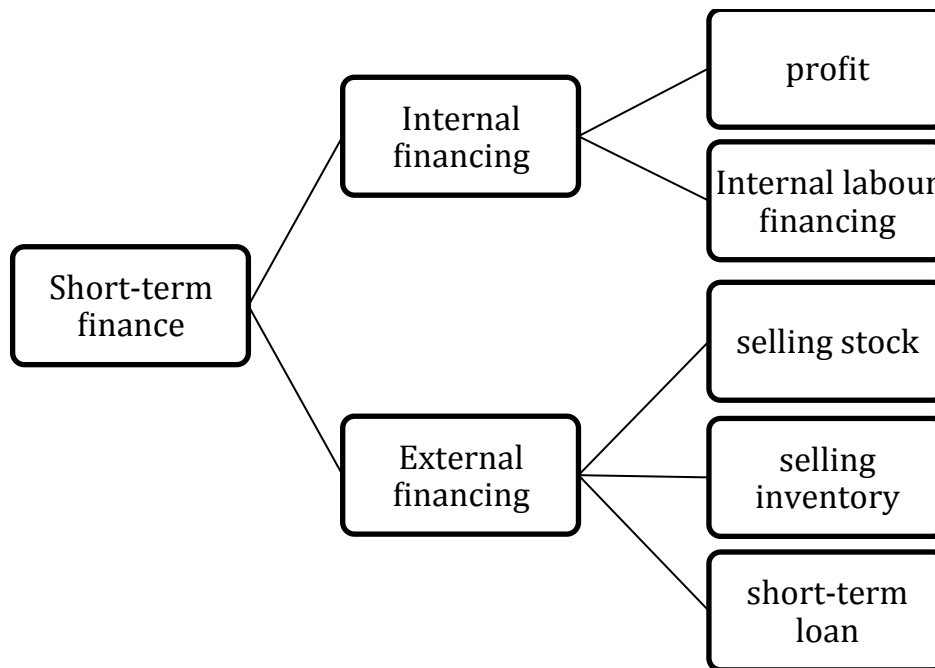 Short-term
finance
Internal
financing
External
financing
profit
Internal labour
financing
selling stock
selling
inventory
short-term
loan